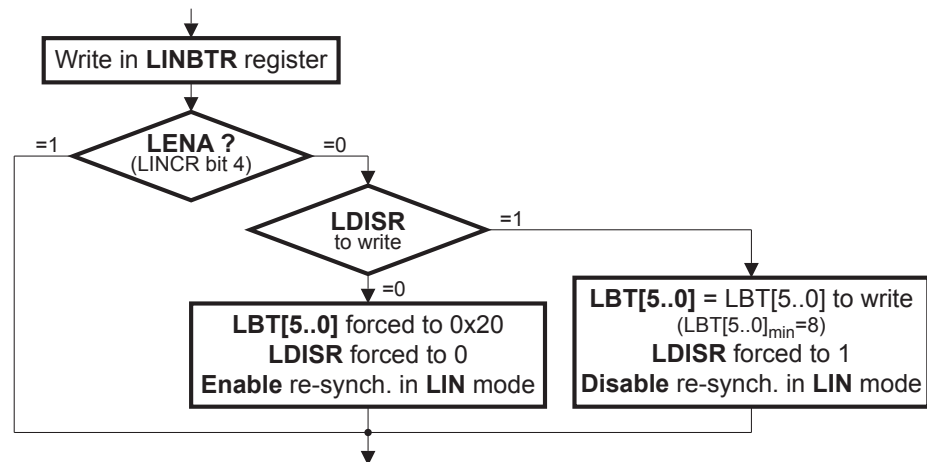 Write in LINBTR register
LENA ?
(LINCR bit 4)
=1
=0
LDISR
to write
=1
=0
LBT[5..0] forced to 0x20
LDISR forced to 0
Enable re-synch. in LIN mode
LBT[5..0] = LBT[5..0] to write
(LBT[5..0]min=8)
LDISR forced to 1
Disable re-synch. in LIN mode